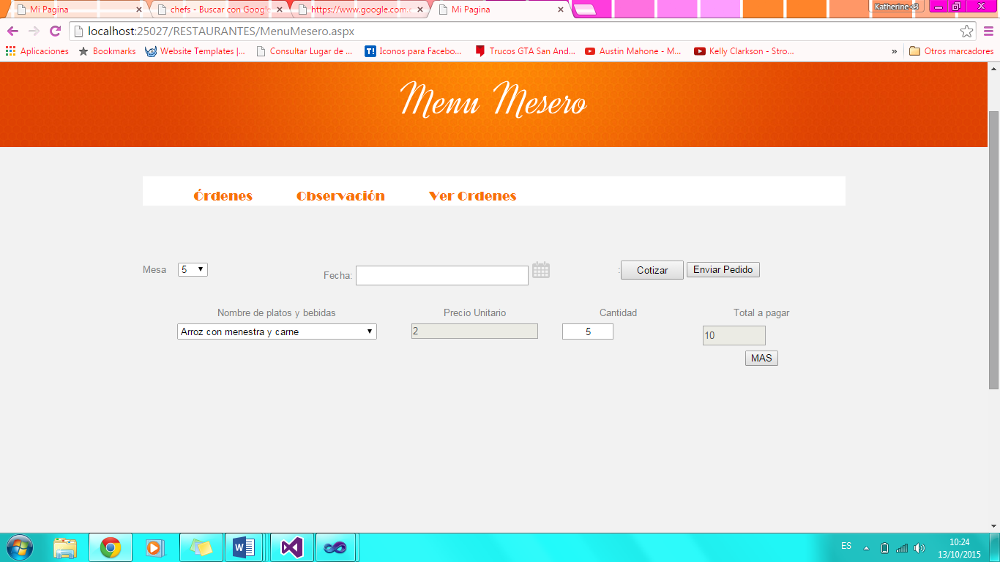 Mi Pagina
chefs - Buscar con Google
https://www.google.com.e
Mi Pagina
Katherine<3
localhost:25027/RESTAURANTES/MenuMesero.aspx
Aplicaciones
Bookmarks
Website Templates |...
Consultar Lugar de ...
T! Iconos para Facebo...
Trucos GTA San And...
Austin Mahone - M...
Kelly Clarkson - Stro...
»
Otros marcadores
Menu Mesero
Órdenes Observación Ver Ordenes
Mesa 5 Fecha: : Cotizar Enviar Pedido
Nombre de platos y bebidas Precio Unitario Cantidad Total a pagar
Arroz con menestra y carne 2 5 10
MAS
ES
10:24
13/10/2015